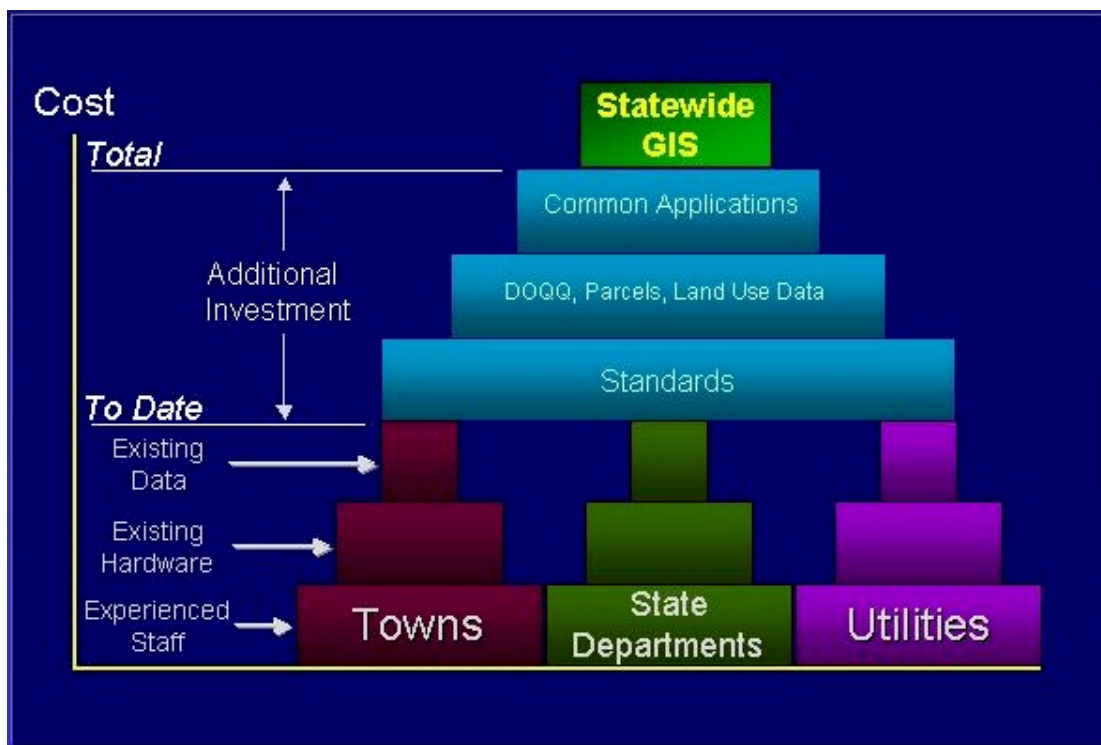 Cost
Statewide
GIS
Total
Common Applications
Additional
Investment
DOQQ, Parcels, Land Use Data
Standards
To Date
Existing
Data
Existing
Hardware
Experienced
Staff
Towns
State
Departments
Utilities